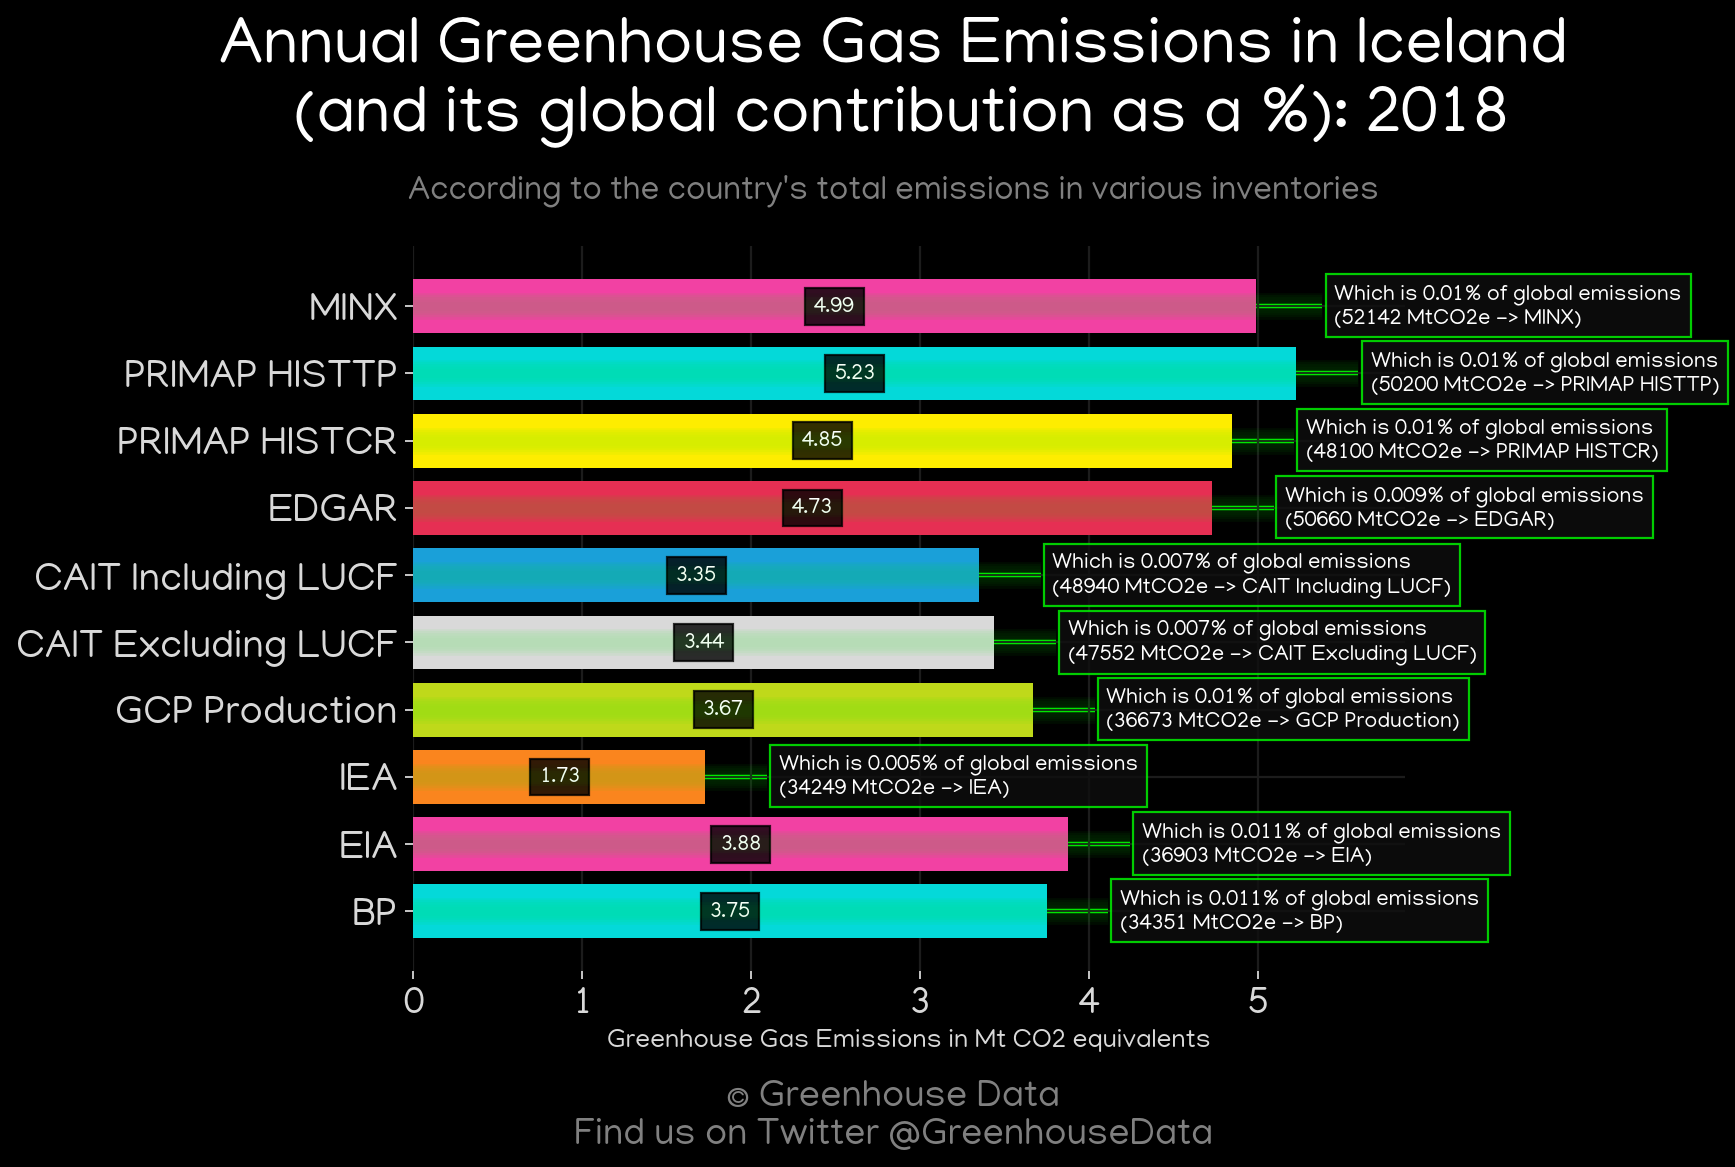 Annual Greenhouse Gas Emissions in Iceland
(and its global contribution as a %): 2018
According to the country's total emissions in various inventories
MINX
4.99
Which is 0.01% of global emissions
(52142 MtCO2e -> MINX)
PRIMAP HISTTP
5.23
Which is 0.01% of global emissions
(50200 MtCO2e -> PRIMAP HISTTP)
PRIMAP HISTCR
4.85
Which is 0.01% of global emissions
(48100 MtCO2e -> PRIMAP HISTCR)
EDGAR
4.73
Which is 0.009% of global emissions
(50660 MtCO2e -> EDGAR)
CAIT Including LUCF
3.35
Which is 0.007% of global emissions
(48940 MtCO2e -> CAIT Including LUCF)
CAIT Excluding LUCF
3.44
Which is 0.007% of global emissions
(47552 MtCO2e -> CAIT Excluding LUCF)
GCP Production
3.67
Which is 0.01% of global emissions
(36673 MtCO2e -> GCP Production)
IEA
1.73
Which is 0.005% of global emissions
(34249 MtCO2e -> IEA)
EIA
3.88
Which is 0.011% of global emissions
(36903 MtCO2e -> EIA)
BP
3.75
Which is 0.011% of global emissions
(34351 MtCO2e -> BP)
0 1 2 3 4 5
Greenhouse Gas Emissions in Mt CO2 equivalents
© Greenhouse Data
Find us on Twitter @GreenhouseData